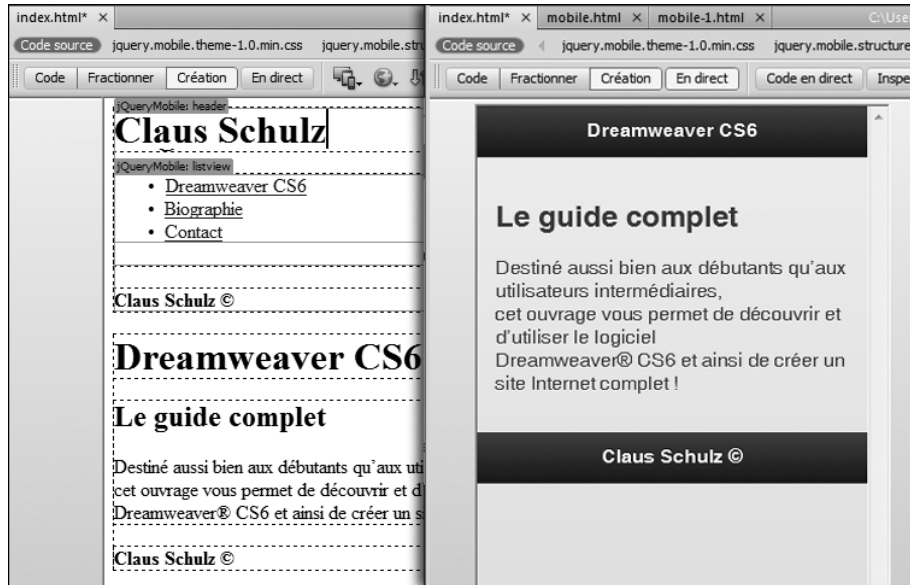 index.html*
Code source jquery.mobile.theme-1.0.min.css jquery.mobile.stru
Code Fractionner Création En direct
jQueryMobile: header
Claus Schulz
jQueryMobile: listview
• Dreamweaver CS6
• Biographie
• Contact
Claus Schulz ©
Dreamweaver CS6
Le guide complet
Destiné aussi bien aux débutants qu'aux uti
cet ouvrage vous permet de découvrir et d'
Dreamweaver® CS6 et ainsi de créer un s
Claus Schulz ©
index.html* mobile.html mobile-1.html C:\Use
Code source jquery.mobile.theme-1.0.min.css jquery.mobile.structure
Code Fractionner Création En direct Code en direct Inspe
Dreamweaver CS6
Le guide complet
Destiné aussi bien aux débutants qu'aux
utilisateurs intermédiaires,
cet ouvrage vous permet de découvrir et
d'utiliser le logiciel
Dreamweaver® CS6 et ainsi de créer un
site Internet complet !
Claus Schulz ©